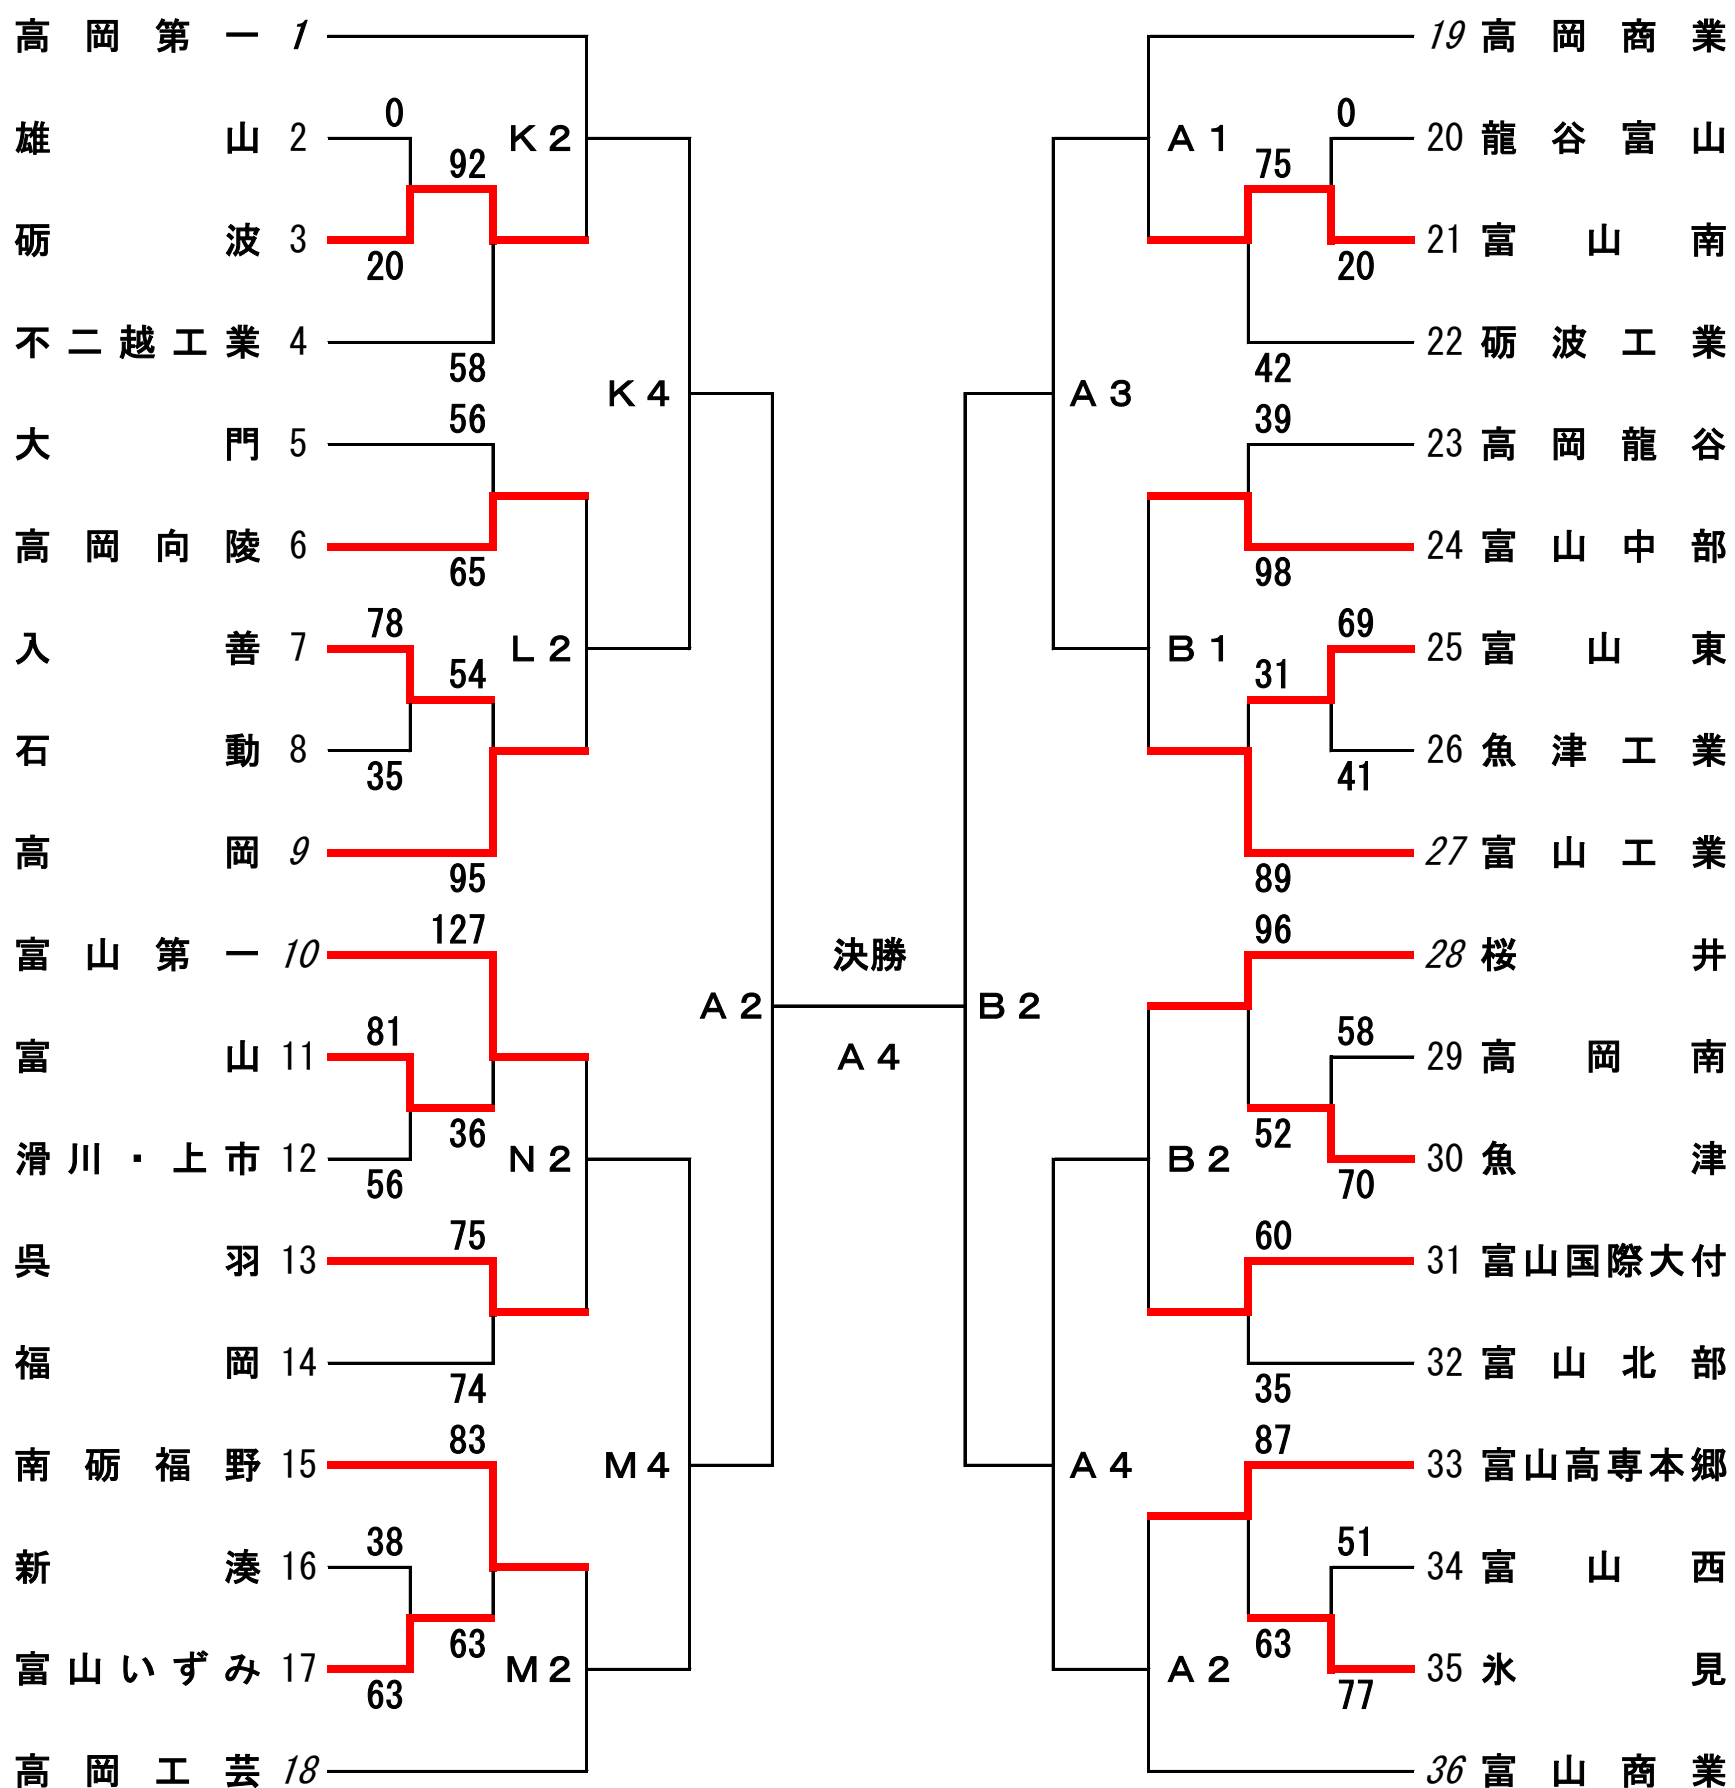 高岡第一 1
雄山 2
砺波 3
不二越工業 4
大門 5
高岡向陵 6
入善 7
石動 8
高岡 9
富山第一 10
富山 11
滑川・上市 12
呉羽 13
福岡 14
南砺福野 15
新湊 16
富山いずみ 17
高岡工芸 18
0
20
92
58
56
65
78
35
54
95
127
81
56
36
75
74
83
38
63
63
K2
L2
N2
M2
K4
M4
A2
決勝
A4
B2
A3
A4
A1
B1
B2
A2
75
42
39
98
31
89
96
52
60
35
87
63
0
20
69
41
58
70
51
77
19 高岡商業
20 龍谷富山
21 富山南
22 砺波工業
23 高岡龍谷
24 富山中部
25 富山東
26 魚津工業
27 富山工業
28 桜井
29 高岡南
30 魚津
31 富山国際大付
32 富山北部
33 富山高専本郷
34 富山西
35 氷見
36 富山商業